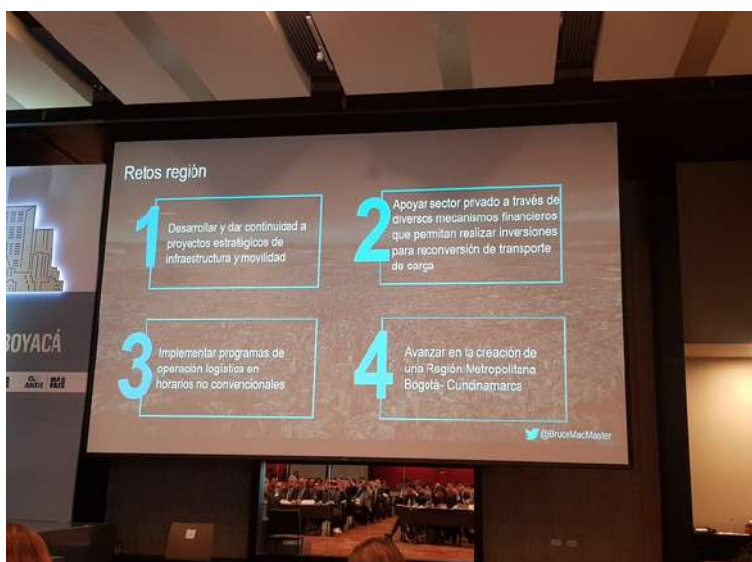 Retos región
1
Desarrollar y dar continuidad a
proyectos estratégicos de
infraestructura y movilidad
2
Apoyar sector privado a través de
diversos mecanismos financieros
que permitan realizar inversiones
para reconversión de transporte
de carga
3
Implementar programas de
operación logística en
horarios no convencionales
4
Avanzar en la creación de
una Región Metropolitana
Bogotá- Cundinamarca
@BruceMacMaster
BOYACÁ
MÁS
PAÍS